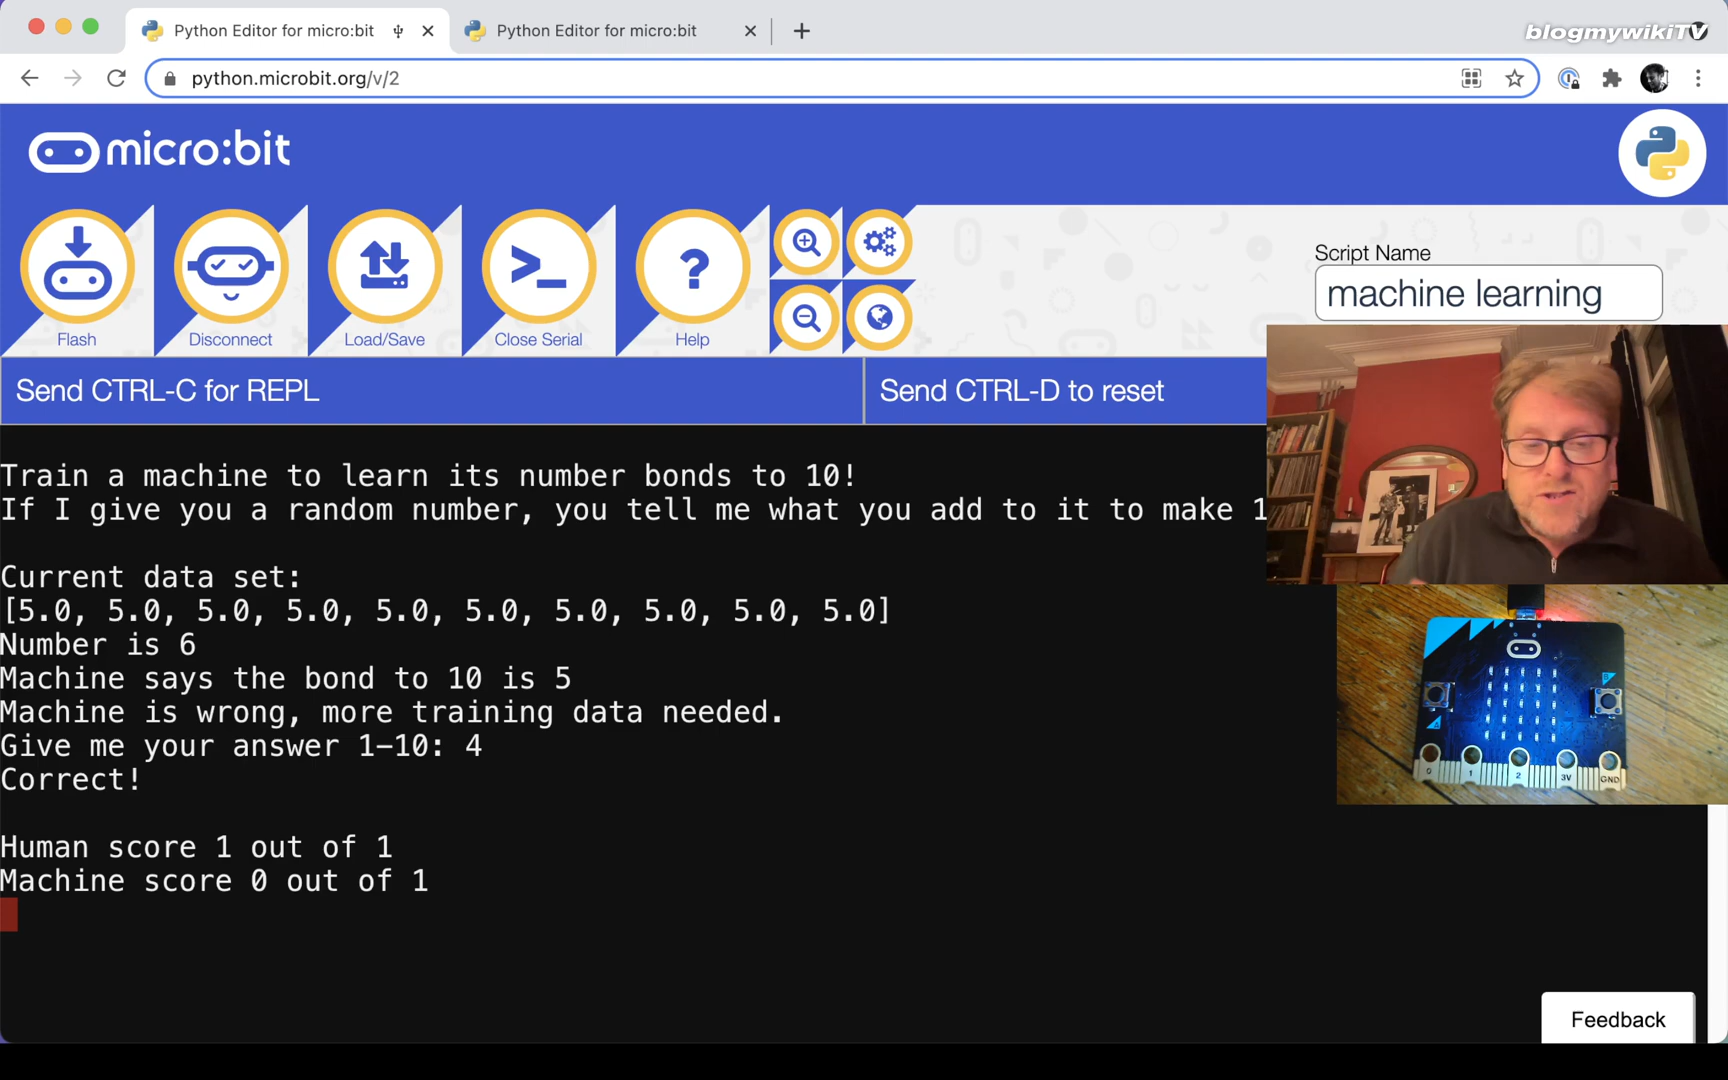 Python Editor for micro:bit
Python Editor for micro:bit
blogmywikiTV
python.microbit.org/v/2
micro:bit
Flash
Disconnect
Load/Save
Close Serial
Help
Script Name
machine learning
Send CTRL-C for REPL
Send CTRL-D to reset
Train a machine to learn its number bonds to 10!
If I give you a random number, you tell me what you add to it to make 1
Current data set:
[5.0, 5.0, 5.0, 5.0, 5.0, 5.0, 5.0, 5.0, 5.0, 5.0]
Number is 6
Machine says the bond to 10 is 5
Machine is wrong, more training data needed.
Give me your answer 1-10: 4
Correct!
Human score 1 out of 1
Machine score 0 out of 1
B
A
0 1 2 3V GND
Feedback